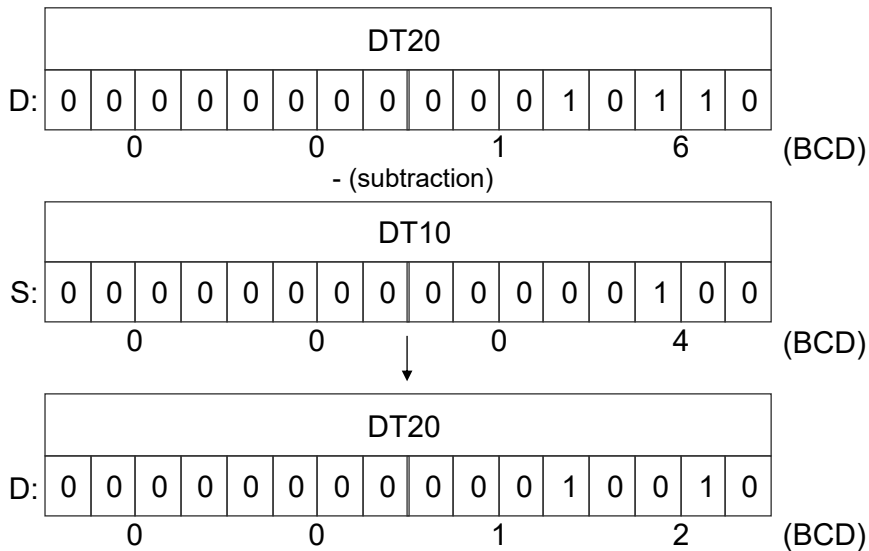 DT20
D: 0 0 0 0 0 0 0 0 0 0 0 1 0 1 1 0
0 0 1 6 (BCD)
- (subtraction)
DT10
S: 0 0 0 0 0 0 0 0 0 0 0 0 0 1 0 0
0 0 0 4 (BCD)
DT20
D: 0 0 0 0 0 0 0 0 0 0 0 1 0 0 1 0
0 0 1 2 (BCD)